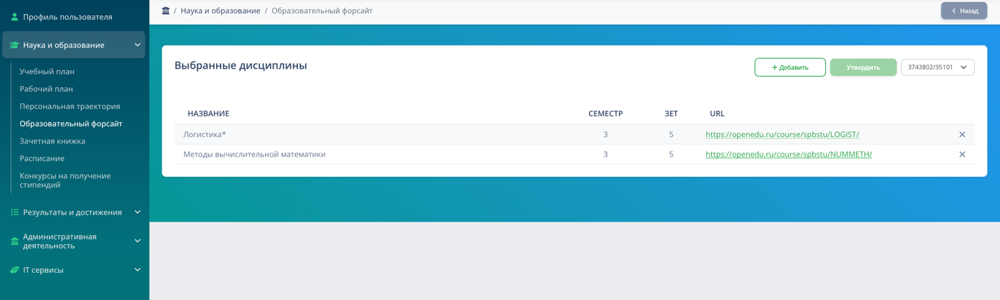 Профиль пользователя
Наука и образование
Учебный план
Рабочий план
Персональная траектория
Образовательный форсайт
Зачетная книжка
Расписание
Конкурсы на получение
стипендий
Результаты и достижения
Административная
деятельность
IT сервисы
/ Наука и образование / Образовательный форсайт
Назад
Выбранные дисциплины
+ Добавить
Утвердить
3743802/35101
НАЗВАНИЕ СЕМЕСТР ЗЕТ URL
Логистика* 3 5 https://openedu.ru/course/spbstu/LOGIST/
Методы вычислительной математики 3 5 https://openedu.ru/course/spbstu/NUMMETH/